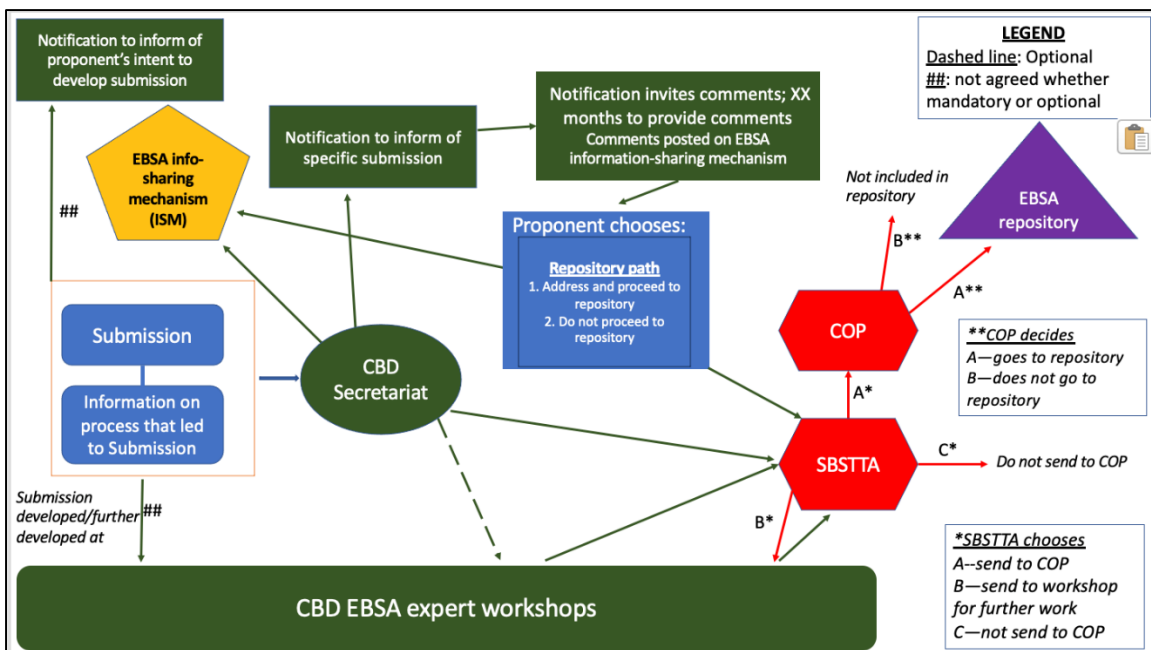 Notification to inform of
proponent's intent to
develop submission
EBSA info-
sharing
mechanism
(ISM)
##
Notification to inform of
specific submission
Notification invites comments; XX
months to provide comments
Comments posted on EBSA
information-sharing mechanism
LEGEND
Dashed line: Optional
##: not agreed whether
mandatory or optional
Not included in
repository
EBSA
repository
B**
A**
Proponent chooses:
Repository path
1. Address and proceed to
repository
2. Do not proceed to
repository
COP
**COP decides
A—goes to repository
B—does not go to
repository
Submission
Information on
process that led
to Submission
CBD
Secretariat
A*
SBSTTA
C*
Do not send to COP
B*
Submission
developed/further
developed at
##
*SBSTTA chooses
A--send to COP
B—send to workshop
for further work
C—not send to COP
CBD EBSA expert workshops